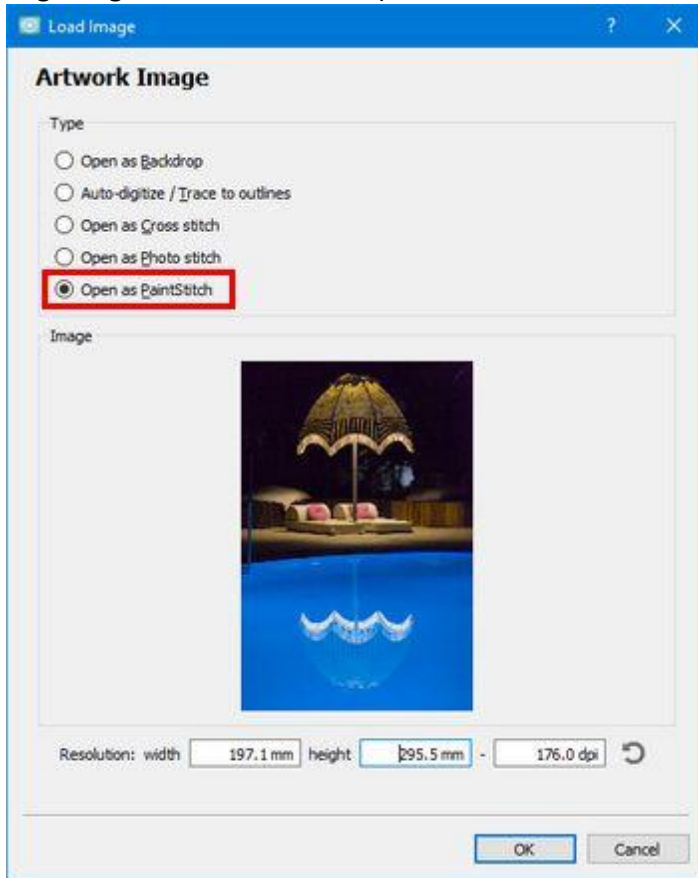 Load Image ? ×
Artwork Image
Type
Open as Backdrop
Auto-digitize / Trace to outlines
Open as Cross stitch
Open as Photo stitch
Open as PaintStitch
Image
Resolution: width 197.1 mm height 295.5 mm - 176.0 dpi
OK Cancel